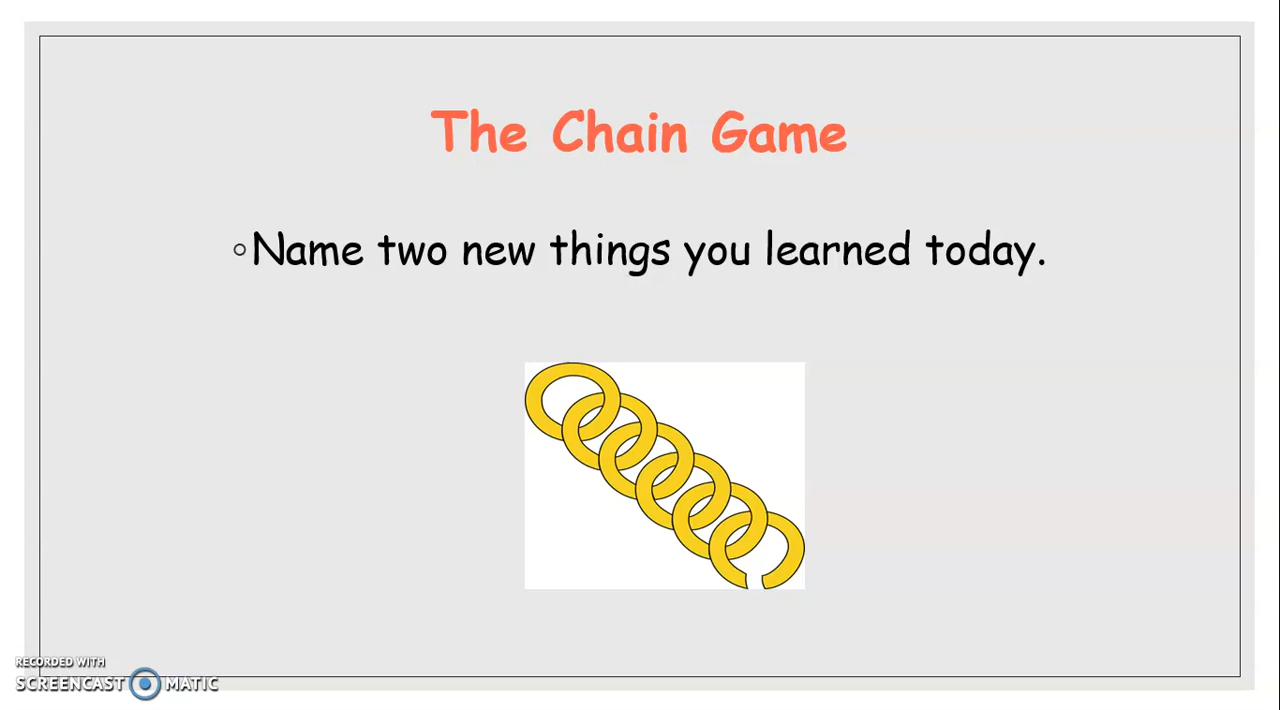 The Chain Game
◦Name two new things you learned today.
RECORDED WITH
SCREENCAST MATIC